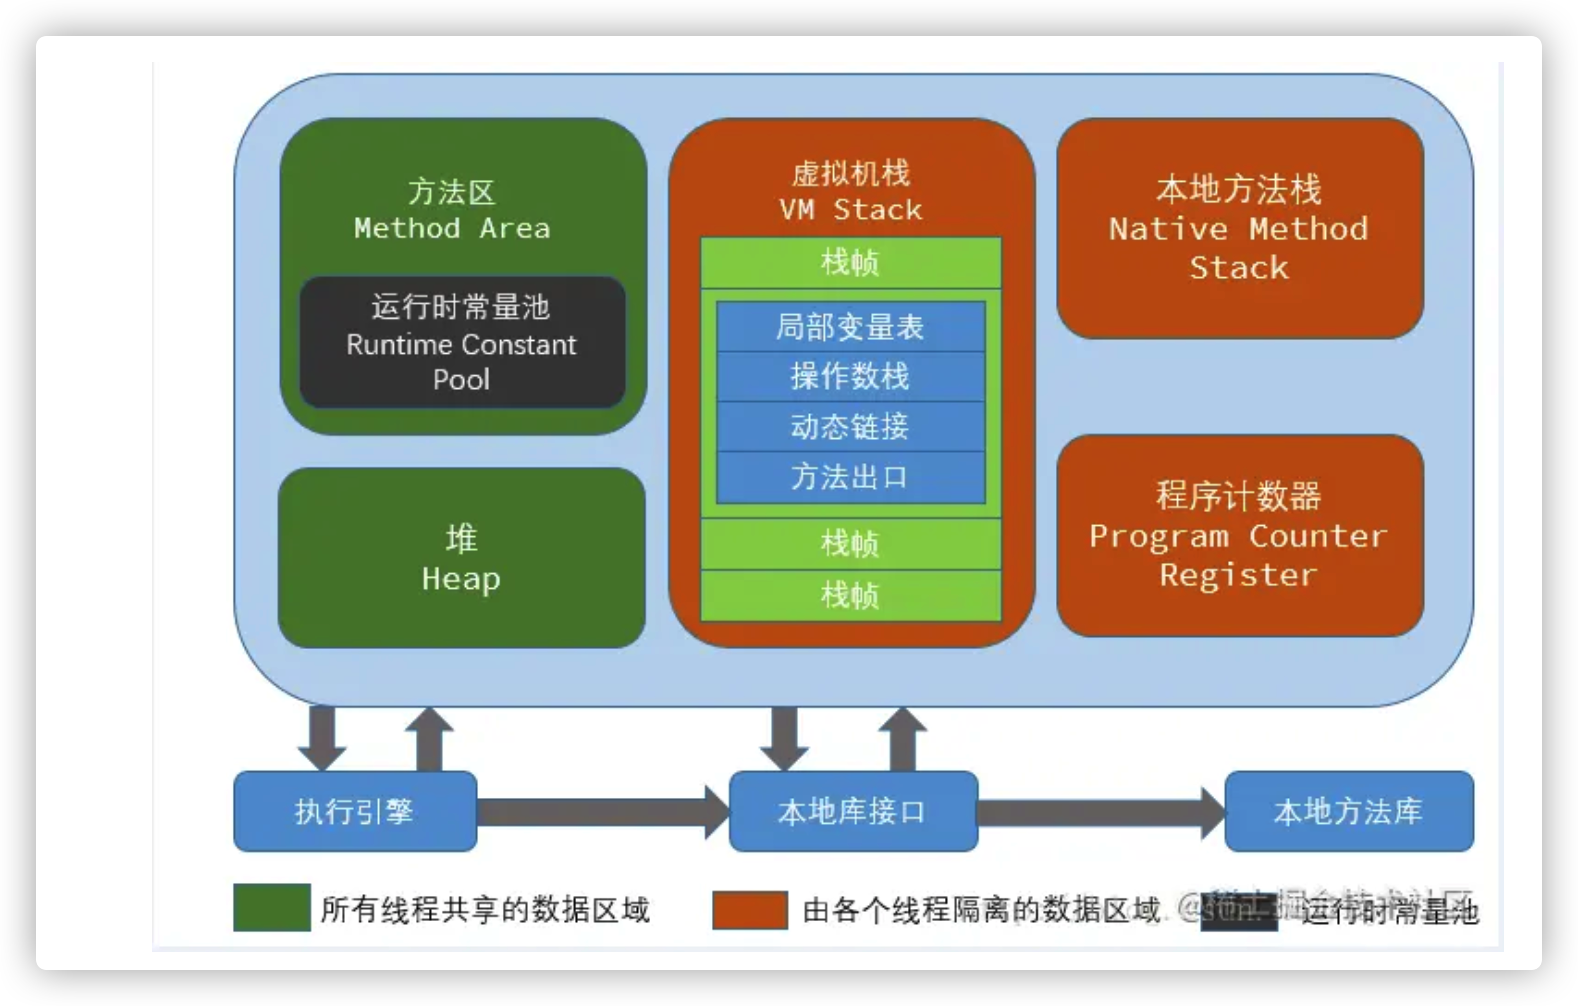 方法区
Method Area
运行时常量池
Runtime Constant
Pool
堆
Heap
虚拟机栈
VM Stack
栈帧
局部变量表
操作数栈
动态链接
方法出口
栈帧
栈帧
本地方法栈
Native Method
Stack
程序计数器
Program Counter
Register
执行引擎
本地库接口
本地方法库
所有线程共享的数据区域
由各个线程隔离的数据区域
运行时常量池
@稀土掘金技术社区